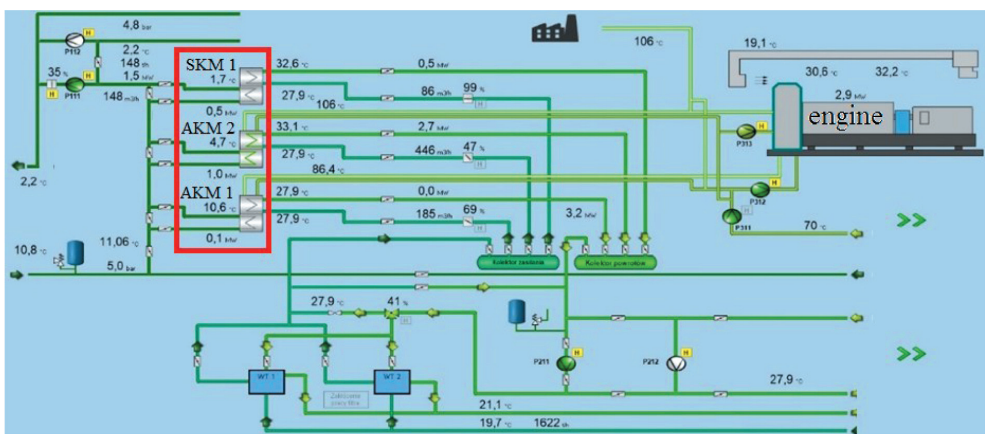 4,8 bar
P112
H
2,2 °C
35 %
148 t/h
1,5 MW
H
P111
H
148 m3/h
2,2 °C
10,8 °C
11,06 °C
5,0 bar
SKM 1
1,7 °C
0,5 MW
AKM 2
4,7 °C
1,0 MW
AKM 1
10,6 °C
0,1 MW
32,6 °C
0,5 MW
27,9 °C
86 m3/h
99 %
H
106 °C
33,1 °C
2,7 MW
27,9 °C
446 m3/h
47 %
H
86,4 °C
27,9 °C
0,0 MW
27,9 °C
185 m3/h
69 %
H
3,2 MW
106 °C
19,1 °C
30,6 °C
32,2 °C
2,9 MW
engine
P313
H
P312
H
P311
H
70 °C
Kolektor zasilania
Kolektor powrotów
27,9 °C
41 %
H
P211
H
P212
H
27,9 °C
WT 1
WT 2
21,1 °C
19,7 °C
1622 t/h